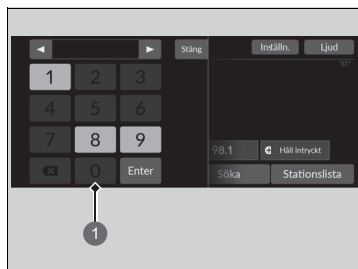 ◄ ► Stäng Inställn. Ljud
"ST"
1 2 3
4 5 6
7 8 9
98.1 Håll intryckt
0 Enter Söka Stationslista
1